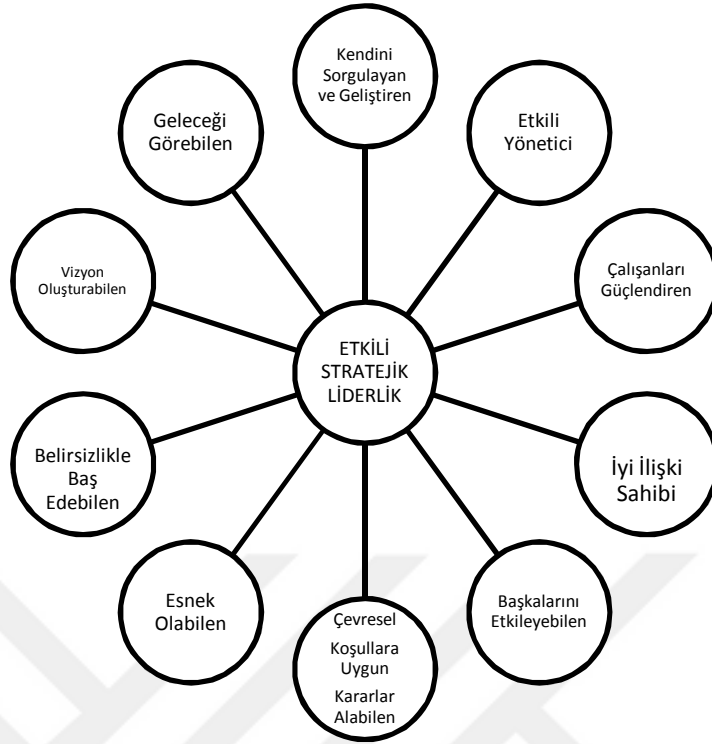 Kendini
Sorgulayan
ve Geliştiren
Etkili
Yönetici
Çalışanları
Güçlendiren
İyi İlişki
Sahibi
Başkalarını
Etkileyebilen
Çevresel
Koşullara
Uygun
Kararlar
Alabilen
Esnek
Olabilen
Belirsizlikle
Baş
Edebilen
Vizyon
Oluşturabilen
Geleceği
Görebilen
ETKİLİ
STRATEJİK
LİDERLİK